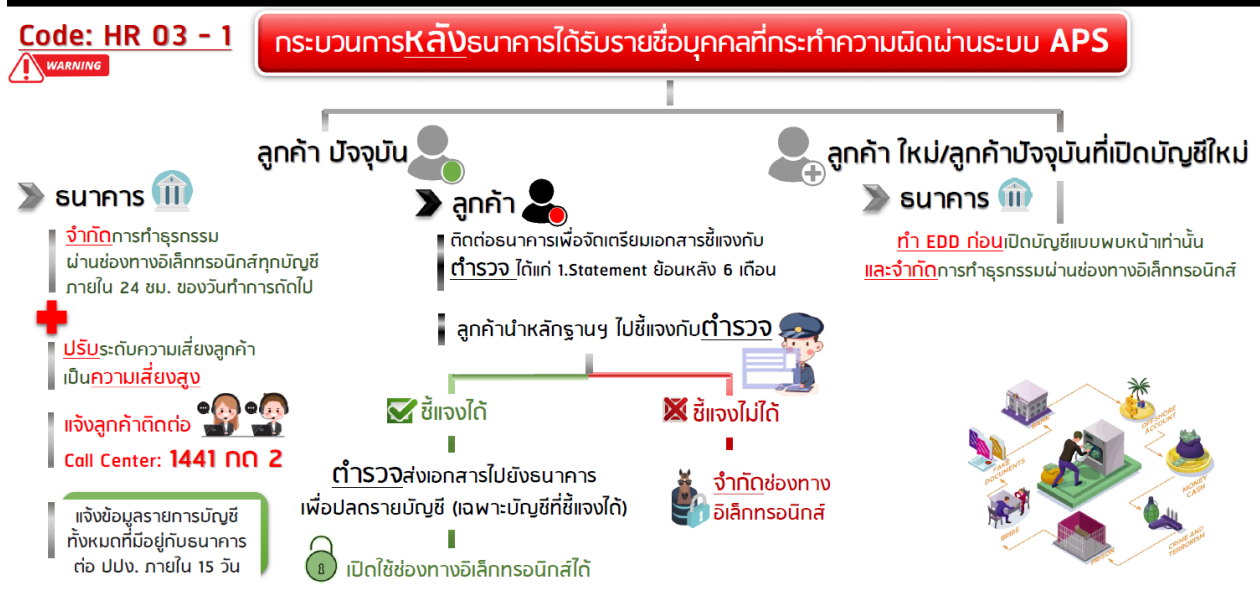 Code: HR 03 - 1
WARNING
กระบวนการหลังธนาคารได้รับรายชื่อบุคคลที่กระทำความผิดผ่านระบบ APS
ลูกค้า ปัจจุบัน
ธนาคาร
จำกัดการทำธุรกรรม
ผ่านช่องทางอิเล็กทรอนิกส์ทุกบัญชี
ภายใน 24 ชม. ของวันทำการถัดไป
ปรับระดับความเสี่ยงลูกค้า
เป็นความเสี่ยงสูง
แจ้งลูกค้าติดต่อ
Call Center: 1441 กด 2
แจ้งข้อมูลรายการบัญชี
ทั้งหมดที่มีอยู่กับธนาคาร
ต่อ ปปง. ภายใน 15 วัน
ลูกค้า
ติดต่อธนาคารเพื่อจัดเตรียมเอกสารชี้แจงกับ
ตำรวจ ได้แก่ 1.Statement ย้อนหลัง 6 เดือน
ลูกค้านำหลักฐานฯ ไปชี้แจงกับตำรวจ
ชี้แจงได้
ตำรวจส่งเอกสารไปยังธนาคาร
เพื่อปลดรายบัญชี (เฉพาะบัญชีที่ชี้แจงได้)
เปิดใช้ช่องทางอิเล็กทรอนิกส์ได้
ชี้แจงไม่ได้
จำกัดช่องทาง
อิเล็กทรอนิกส์
ลูกค้า ใหม่/ลูกค้าปัจจุบันที่เปิดบัญชีใหม่
ธนาคาร
ทำ EDD ก่อนเปิดบัญชีแบบพบหน้าเท่านั้น
และจำกัดการทำธุรกรรมผ่านช่องทางอิเล็กทรอนิกส์
BANK
OFFSHORE
ACCOUNT
FAKE
DOCUMENTS
MONEY
CASH
BRIBE
PRISON
CRIME AND
TERRORISM